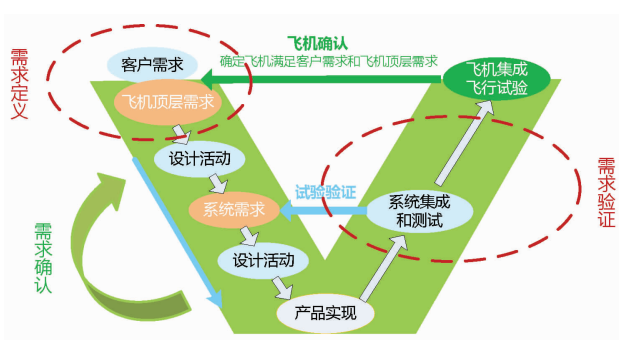 需求定义
客户需求
飞机顶层需求
飞机确认
确定飞机满足客户需求和飞机顶层需求
飞机集成
飞行试验
设计活动
系统需求
试验验证
系统集成
和测试
需求验证
需求确认
设计活动
产品实现